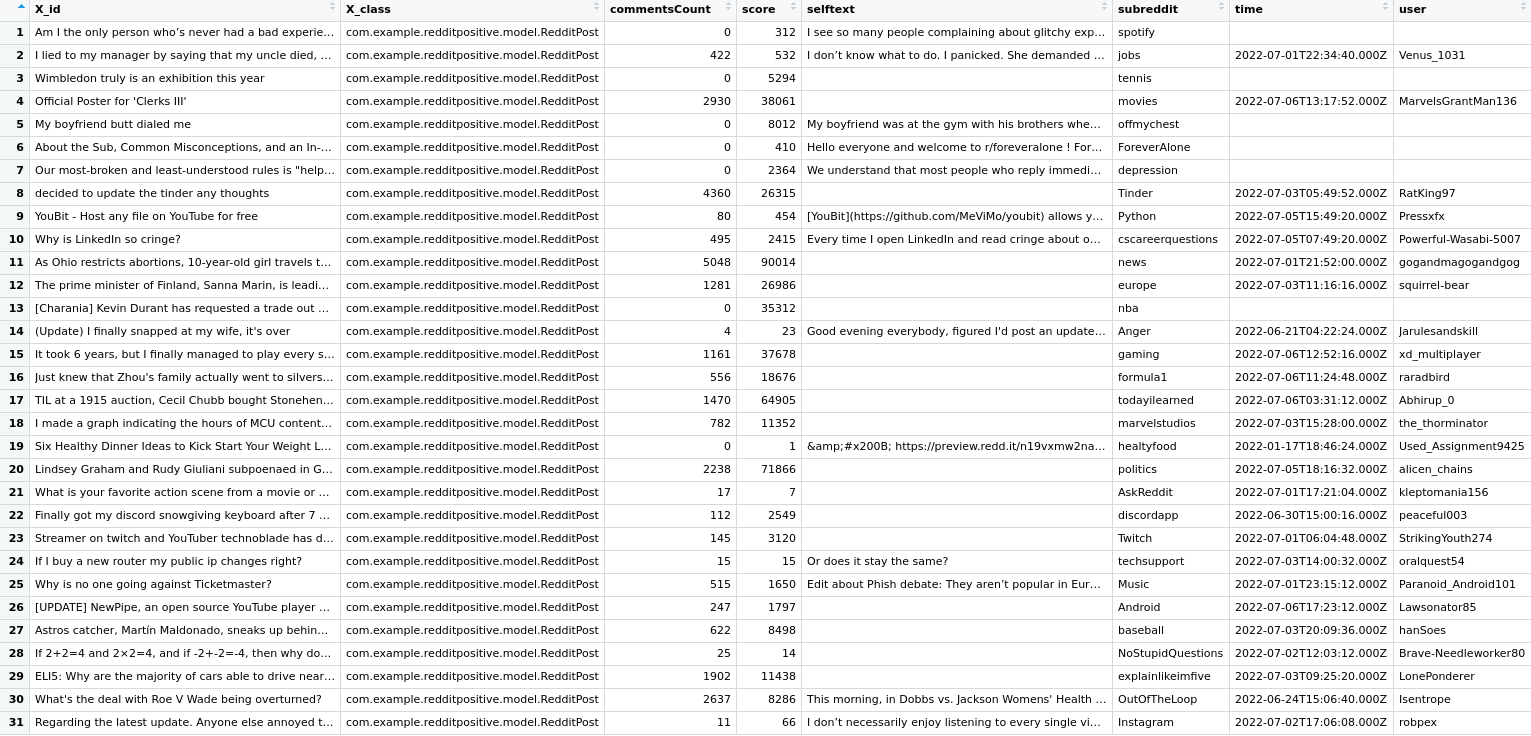 X_id X_class commentsCount score selftext subreddit time user
1 Am I the only person who’s never had a bad experie... com.example.redditpositive.model.RedditPost 0 312 I see so many people complaining about glitchy exp... spotify
2 I lied to my manager by saying that my uncle died, ... com.example.redditpositive.model.RedditPost 422 532 I don’t know what to do. I panicked. She demanded ... jobs 2022-07-01T22:34:40.000Z Venus_1031
3 Wimbledon truly is an exhibition this year com.example.redditpositive.model.RedditPost 0 5294 tennis
4 Official Poster for 'Clerks III' com.example.redditpositive.model.RedditPost 2930 38061 movies 2022-07-06T13:17:52.000Z MarvelsGrantMan136
5 My boyfriend butt dialed me com.example.redditpositive.model.RedditPost 0 8012 My boyfriend was at the gym with his brothers whe... offmychest
6 About the Sub, Common Misconceptions, and an In-... com.example.redditpositive.model.RedditPost 0 410 Hello everyone and welcome to r/foreveralone ! For... ForeverAlone
7 Our most-broken and least-understood rules is "help... com.example.redditpositive.model.RedditPost 0 2364 We understand that most people who reply immedi... depression
8 decided to update the tinder any thoughts com.example.redditpositive.model.RedditPost 4360 26315 Tinder 2022-07-03T05:49:52.000Z RatKing97
9 YouBit - Host any file on YouTube for free com.example.redditpositive.model.RedditPost 80 454 [YouBit](https://github.com/MeViMo/youbit) allows y... Python 2022-07-05T15:49:20.000Z Pressxfx
10 Why is LinkedIn so cringe? com.example.redditpositive.model.RedditPost 495 2415 Every time I open LinkedIn and read cringe about o... cscareerquestions 2022-07-05T07:49:20.000Z Powerful-Wasabi-5007
11 As Ohio restricts abortions, 10-year-old girl travels t... com.example.redditpositive.model.RedditPost 5048 90014 news 2022-07-01T21:52:00.000Z gogandmagogandgog
12 The prime minister of Finland, Sanna Marin, is leadi... com.example.redditpositive.model.RedditPost 1281 26986 europe 2022-07-03T11:16:16.000Z squirrel-bear
13 [Charania] Kevin Durant has requested a trade out ... com.example.redditpositive.model.RedditPost 0 35312 nba
14 (Update) I finally snapped at my wife, it's over com.example.redditpositive.model.RedditPost 4 23 Good evening everybody, figured I'd post an update... Anger 2022-06-21T04:22:24.000Z Jarulesandskill
15 It took 6 years, but I finally managed to play every s... com.example.redditpositive.model.RedditPost 1161 37678 gaming 2022-07-06T12:52:16.000Z xd_multiplayer
16 Just knew that Zhou's family actually went to silvers... com.example.redditpositive.model.RedditPost 556 18676 formula1 2022-07-06T11:24:48.000Z raradbird
17 TIL at a 1915 auction, Cecil Chubb bought Stonehen... com.example.redditpositive.model.RedditPost 1470 64905 todayilearned 2022-07-06T03:31:12.000Z Abhirup_0
18 I made a graph indicating the hours of MCU content... com.example.redditpositive.model.RedditPost 782 11352 marvelstudios 2022-07-03T15:28:00.000Z the_thorminator
19 Six Healthy Dinner Ideas to Kick Start Your Weight L... com.example.redditpositive.model.RedditPost 0 1 &amp;#x200B; https://preview.redd.it/n19vxmw2na... healtyfood 2022-01-17T18:46:24.000Z Used_Assignment9425
20 Lindsey Graham and Rudy Giuliani subpoenaed in G... com.example.redditpositive.model.RedditPost 2238 71866 politics 2022-07-05T18:16:32.000Z alicen_chains
21 What is your favorite action scene from a movie or ... com.example.redditpositive.model.RedditPost 17 7 AskReddit 2022-07-01T17:21:04.000Z kleptomania156
22 Finally got my discord snowgiving keyboard after 7 ... com.example.redditpositive.model.RedditPost 112 2549 discordapp 2022-06-30T15:00:16.000Z peaceful003
23 Streamer on twitch and YouTuber technoblade has d... com.example.redditpositive.model.RedditPost 145 3120 Twitch 2022-07-01T06:04:48.000Z StrikingYouth274
24 If I buy a new router my public ip changes right? com.example.redditpositive.model.RedditPost 15 15 Or does it stay the same? techsupport 2022-07-03T14:00:32.000Z oralquest54
25 Why is no one going against Ticketmaster? com.example.redditpositive.model.RedditPost 515 1650 Edit about Phish debate: They aren’t popular in Eur... Music 2022-07-01T23:15:12.000Z Paranoid_Android101
26 [UPDATE] NewPipe, an open source YouTube player ... com.example.redditpositive.model.RedditPost 247 1797 Android 2022-07-06T17:23:12.000Z Lawsonator85
27 Astros catcher, Martín Maldonado, sneaks up behin... com.example.redditpositive.model.RedditPost 622 8498 baseball 2022-07-03T20:09:36.000Z hanSoes
28 If 2+2=4 and 2×2=4, and if -2+-2=-4, then why do... com.example.redditpositive.model.RedditPost 25 14 NoStupidQuestions 2022-07-02T12:03:12.000Z Brave-Needleworker80
29 ELI5: Why are the majority of cars able to drive near... com.example.redditpositive.model.RedditPost 1902 11438 explainlikeimfive 2022-07-03T09:25:20.000Z LonePonderer
30 What's the deal with Roe V Wade being overturned? com.example.redditpositive.model.RedditPost 2637 8286 This morning, in Dobbs vs. Jackson Womens' Health ... OutOfTheLoop 2022-06-24T15:06:40.000Z Isentrope
31 Regarding the latest update. Anyone else annoyed t... com.example.redditpositive.model.RedditPost 11 66 I don’t necessarily enjoy listening to every single vi... Instagram 2022-07-02T17:06:08.000Z robpex